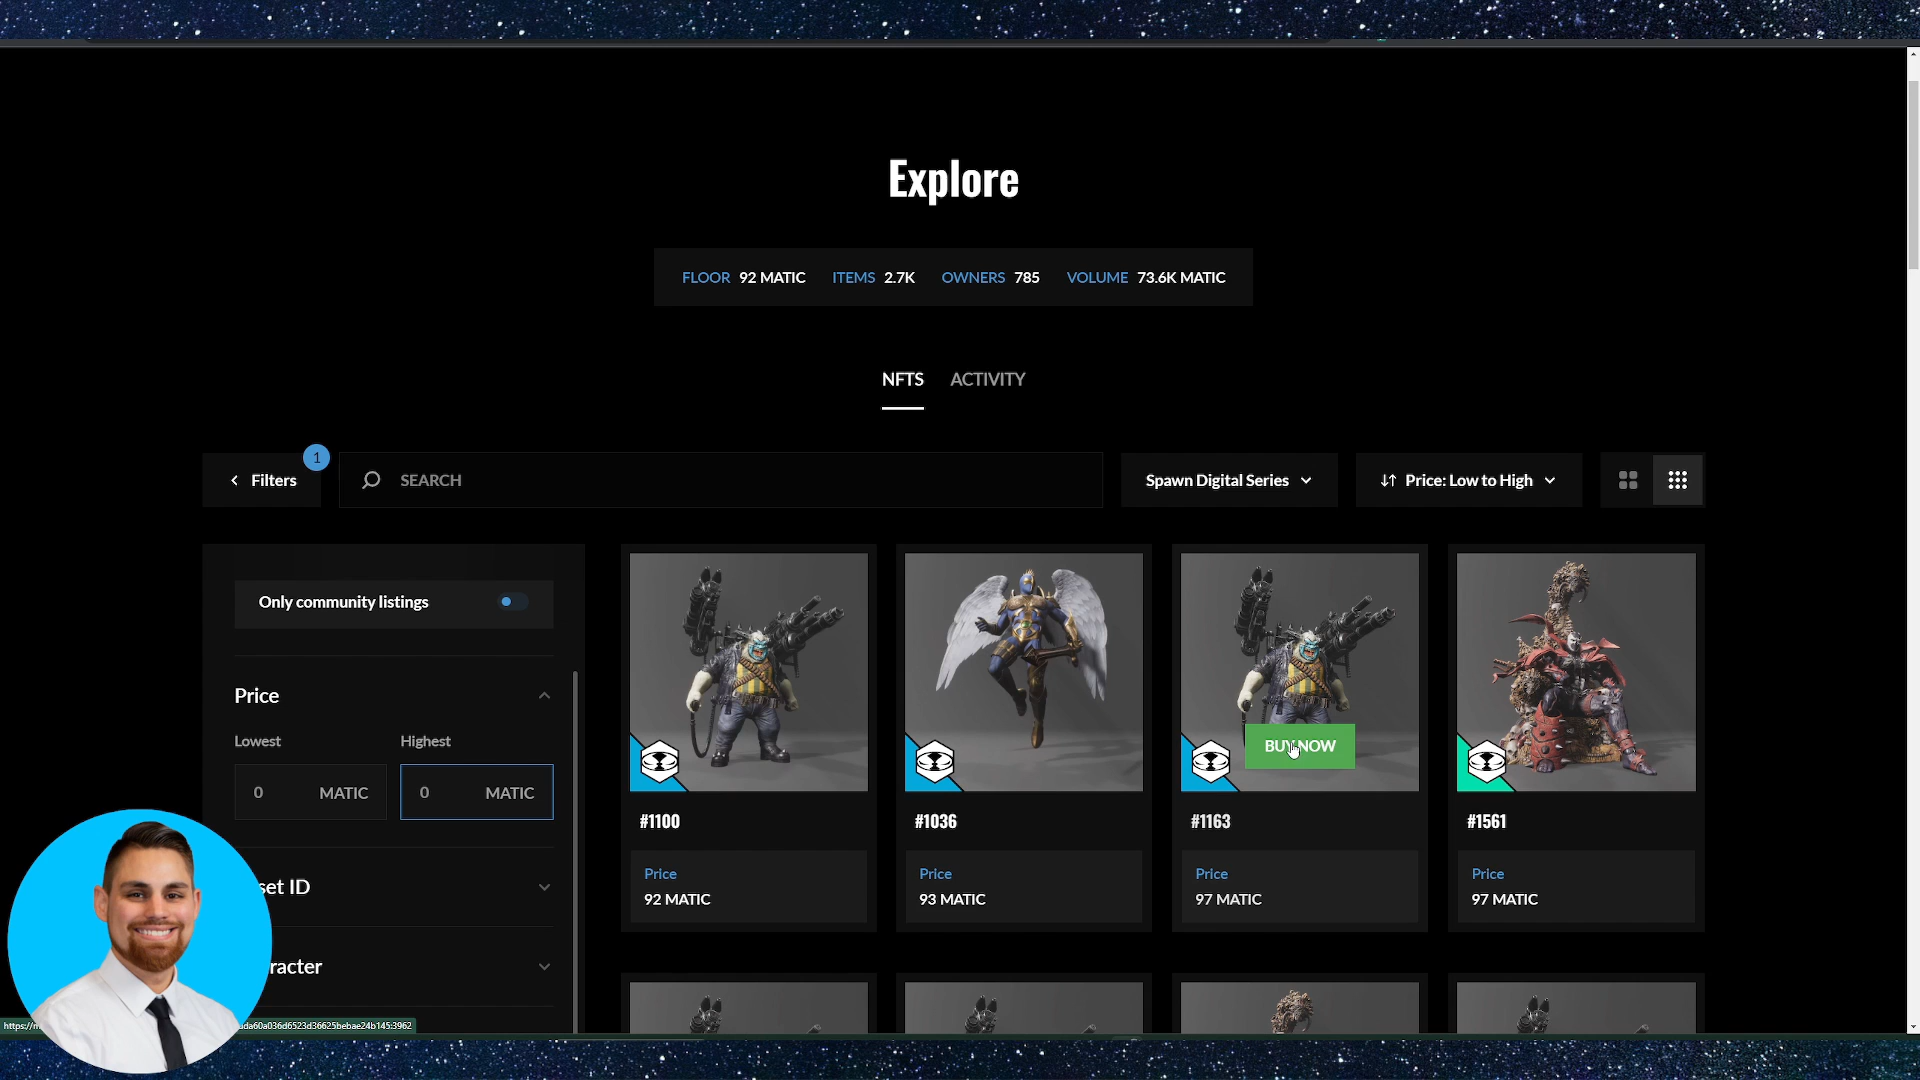 Explore
FLOOR 92 MATIC ITEMS 2.7K OWNERS 785 VOLUME 73.6K MATIC
NFTS ACTIVITY
1
Filters SEARCH Spawn Digital Series Price: Low to High
Only community listings
Price
Lowest Highest
0 MATIC 0 MATIC
set ID
racter
BUY NOW
#1100 #1036 #1163 #1561
Price Price Price Price
92 MATIC 93 MATIC 97 MATIC 97 MATIC